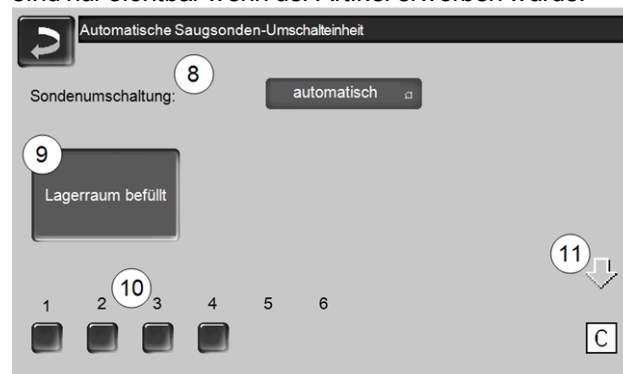 sind nur sichtbar wenn der Artikel erworben wurde.
Automatische Saugsonden-Umschalteinheit
8
Sondenumschaltung:
automatisch
9
Lagerraum befüllt
11
10
1 2 3 4 5 6
C